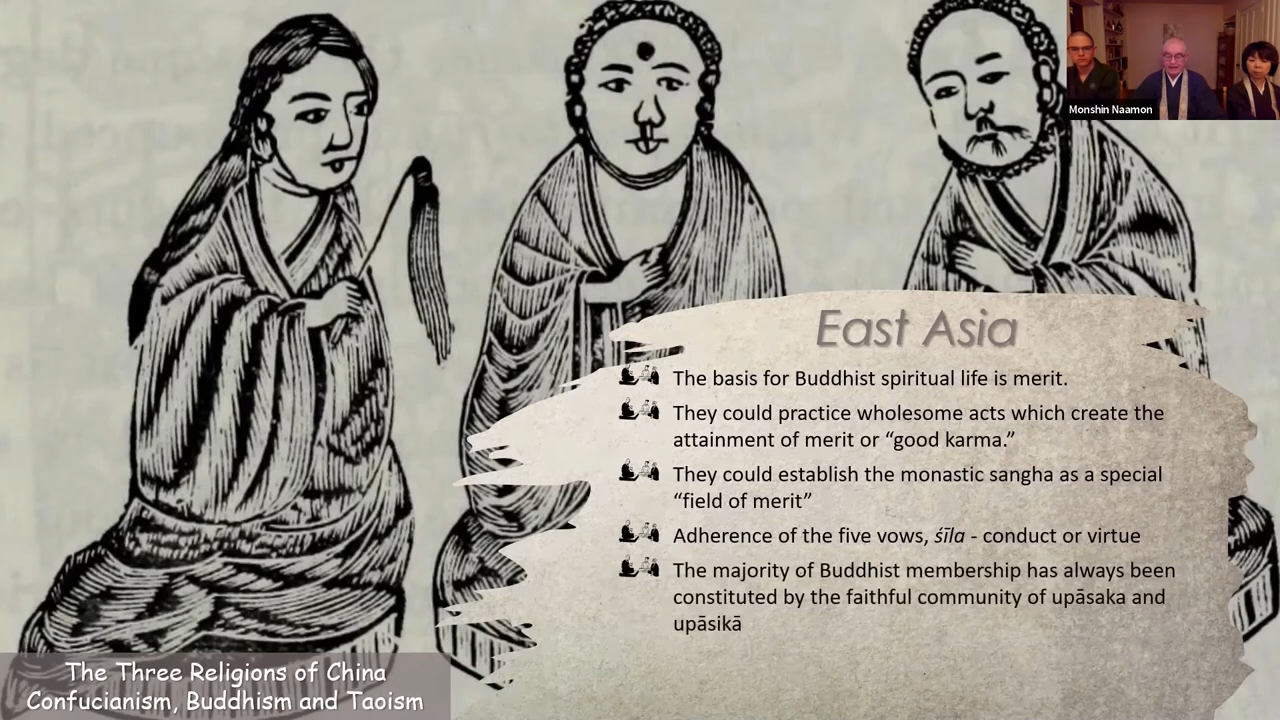 Monshin Naamon
East Asia
The basis for Buddhist spiritual life is merit.
They could practice wholesome acts which create the
attainment of merit or “good karma.”
They could establish the monastic sangha as a special
“field of merit”
Adherence of the five vows, śīla - conduct or virtue
The majority of Buddhist membership has always been
constituted by the faithful community of upāsaka and
upāsikā
The Three Religions of China
Confucianism, Buddhism and Taoism